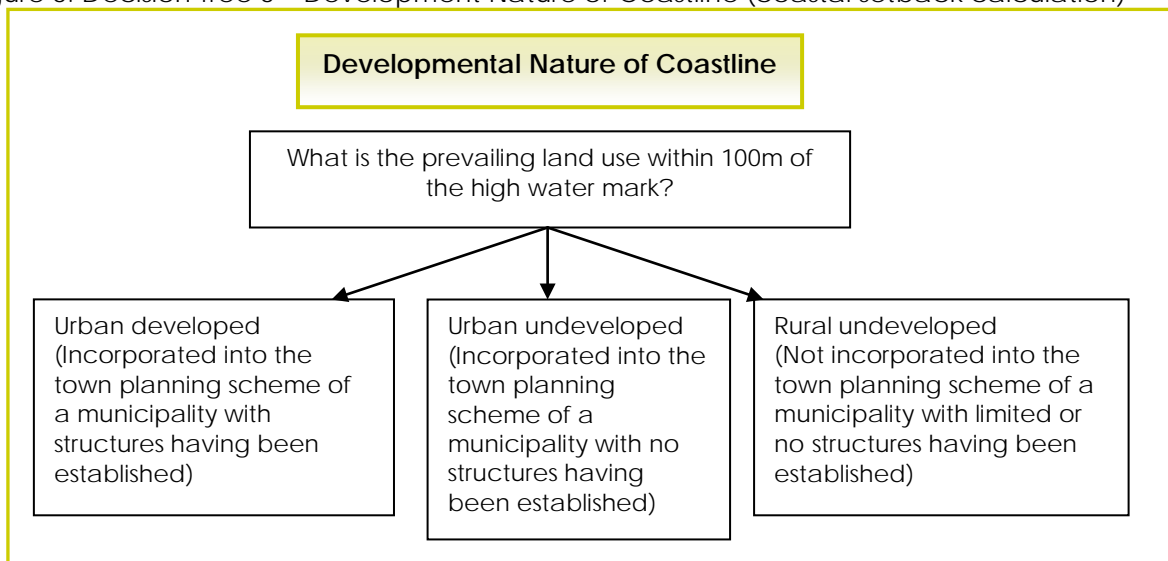 Developmental Nature of Coastline
What is the prevailing land use within 100m of
the high water mark?
Urban developed
(Incorporated into the
town planning scheme of
a municipality with
structures having been
established)
Urban undeveloped
(Incorporated into the
town planning
scheme of a
municipality with no
structures having
been established)
Rural undeveloped
(Not incorporated into the
town planning scheme of a
municipality with limited or
no structures having been
established)